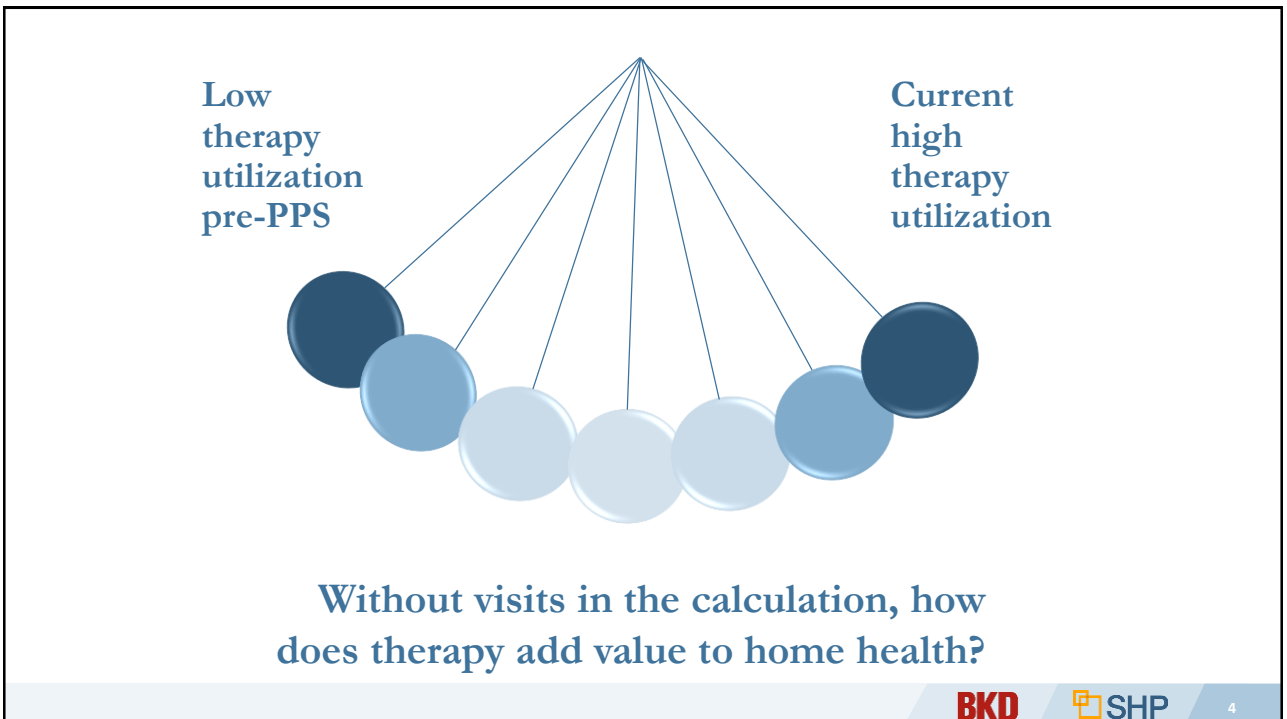 Low
therapy
utilization
pre-PPS
Current
high
therapy
utilization
Without visits in the calculation, how
does therapy add value to home health?
BKD
SHP
4